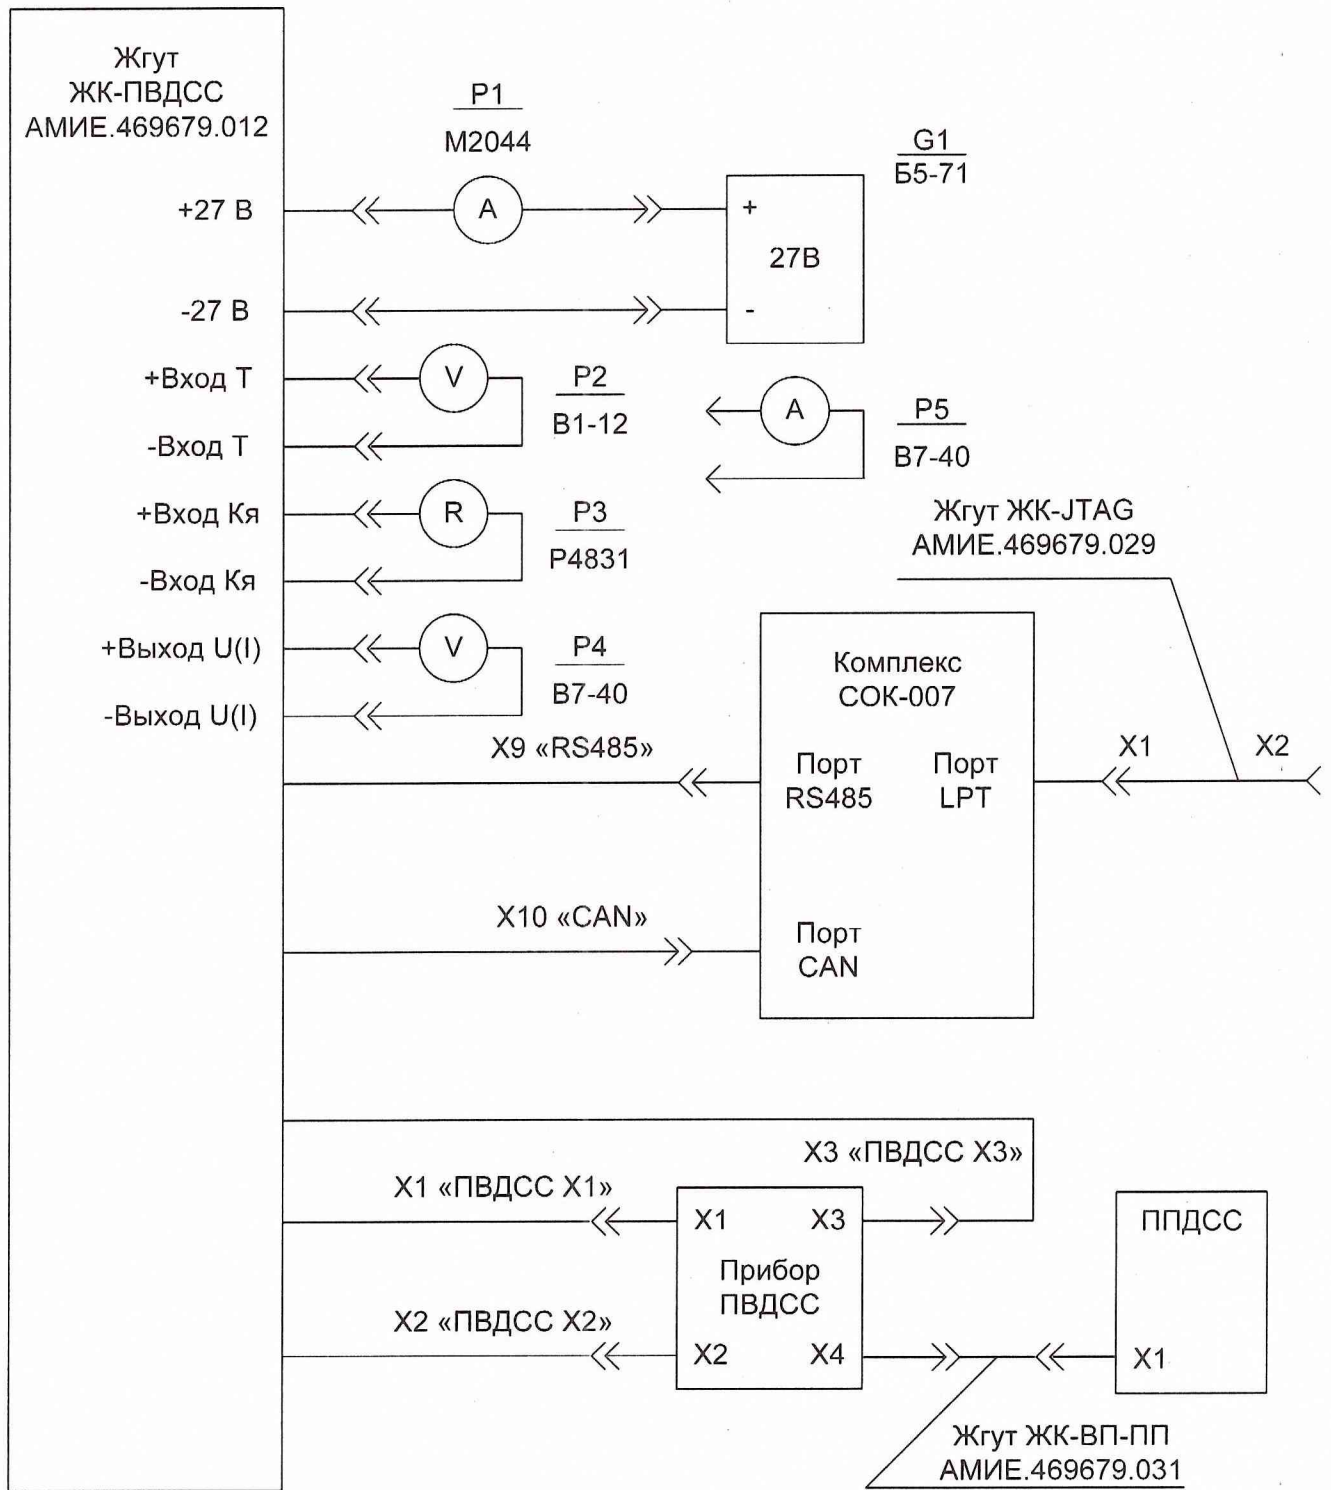 Жгут
ЖК-ПВДСС
АМИЕ.469679.012
P1
М2044
G1
Б5-71
+27 В
A
+
27В
-27 В
-
+Вход Т
V
P2
В1-12
-Вход Т
A
P5
В7-40
+Вход Кя
R
P3
Р4831
-Вход Кя
Жгут ЖК-JTAG
АМИЕ.469679.029
+Выход U(I)
V
P4
В7-40
-Выход U(I)
Комплекс
СОК-007
X9 «RS485»
Порт
RS485
Порт
LPT
X1
X2
X10 «CAN»
Порт
CAN
X3 «ПВДСС X3»
X1 «ПВДСС X1»
X1
X3
Прибор
ПВДСС
ППДСС
X2 «ПВДСС X2»
X2
X4
X1
Жгут ЖК-ВП-ПП
АМИЕ.469679.031